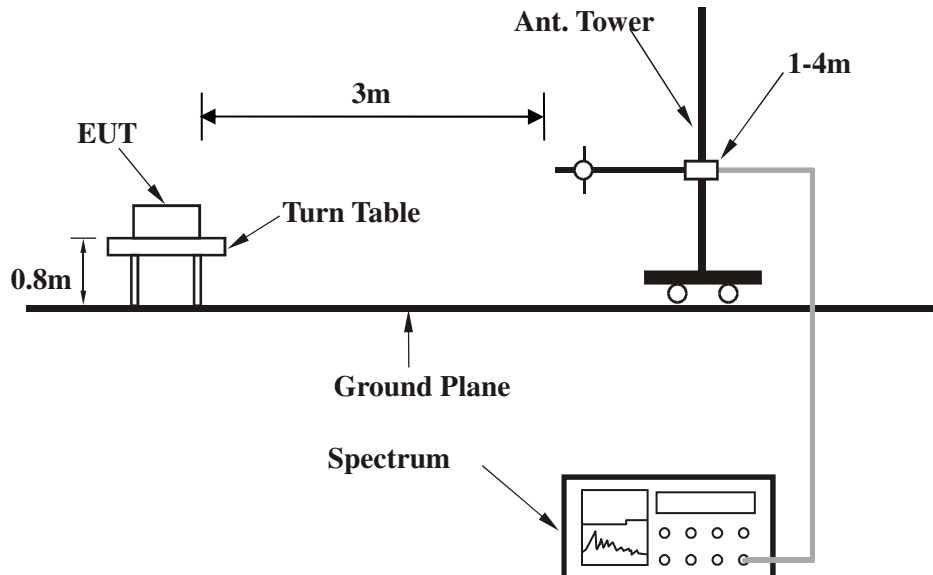 Ant. Tower
1-4m
3m
EUT
Turn Table
0.8m
Ground Plane
Spectrum